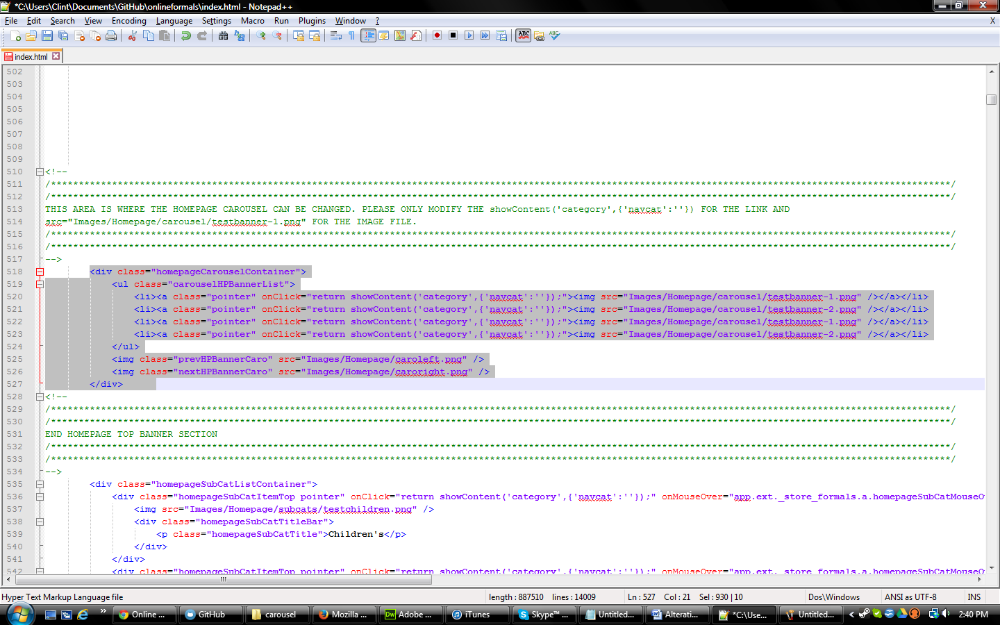 *C:\Users\Clint\Documents\GitHub\onlineformals\index.html - Notepad++
File Edit Search View Encoding Language Settings Macro Run Plugins Window ? X
index.html
502
503
504
505
506
507
508
509
510 <!--
511 /******************************************************************************************************************************************************************/
512 /******************************************************************************************************************************************************************/
513 THIS AREA IS WHERE THE HOMEPAGE CAROUSEL CAN BE CHANGED. PLEASE ONLY MODIFY THE showContent('category',{'navcat':''}) FOR THE LINK AND
514 src="Images/Homepage/carousel/testbanner-1.png" FOR THE IMAGE FILE.
515 /******************************************************************************************************************************************************************/
516 /******************************************************************************************************************************************************************/
517 -->
518 <div class="homepageCarouselContainer">
519 <ul class="carouselHPBannerList">
520 <li><a class="pointer" onClick="return showContent('category',{'navcat':''});"><img src="Images/Homepage/carousel/testbanner-1.png" /></a></li>
521 <li><a class="pointer" onClick="return showContent('category',{'navcat':''});"><img src="Images/Homepage/carousel/testbanner-2.png" /></a></li>
522 <li><a class="pointer" onClick="return showContent('category',{'navcat':''});"><img src="Images/Homepage/carousel/testbanner-1.png" /></a></li>
523 <li><a class="pointer" onClick="return showContent('category',{'navcat':''});"><img src="Images/Homepage/carousel/testbanner-2.png" /></a></li>
524 </ul>
525 <img class="prevHPBannerCaro" src="Images/Homepage/caroleft.png" />
526 <img class="nextHPBannerCaro" src="Images/Homepage/caroright.png" />
527 </div>
528 <!--
529 /******************************************************************************************************************************************************************/
530 /******************************************************************************************************************************************************************/
531 END HOMEPAGE TOP BANNER SECTION
532 /******************************************************************************************************************************************************************/
533 /******************************************************************************************************************************************************************/
534 -->
535 <div class="homepageSubCatListContainer">
536 <div class="homepageSubCatItemTop pointer" onClick="return showContent('category',{'navcat':''});" onMouseOver="app.ext._store_formals.a.homepageSubCatMouseO
537 <img src="Images/Homepage/subcats/testchildren.png" />
538 <div class="homepageSubCatTitleBar">
539 <p class="homepageSubCatTitle">Children's</p>
540 </div>
541 </div>
542 <div class="homepageSubCatItemTop pointer" onClick="return showContent('category',{'navcat':''});" onMouseOver="app.ext._store_formals.a.homepageSubCatMouseO
Hyper Text Markup Language file length : 887510 lines : 14009 Ln : 527 Col : 21 Sel : 930 | 10 Dos\Windows ANSI as UTF-8 INS
Online ... GitHub carousel Mozilla ... Adobe ... iTunes Skype™ ... Untitled... Alterati... *C:\Use... Untitled... 2:40 PM